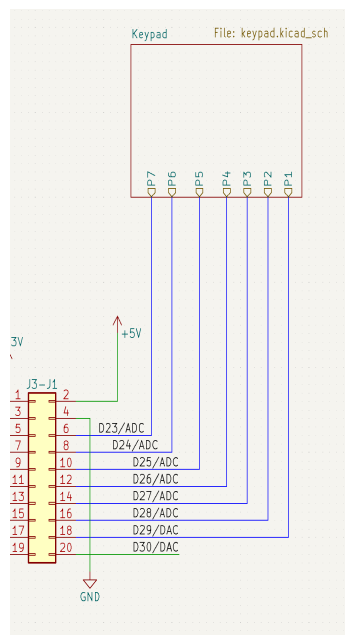 Keypad
File: keypad.kicad_sch
P7 P6 P5 P4 P3 P2 P1
+5V
3V
J3-J1
1 2
3 4
5 6 D23/ADC
7 8 D24/ADC
9 10 D25/ADC
11 12 D26/ADC
13 14 D27/ADC
15 16 D28/ADC
17 18 D29/DAC
19 20 D30/DAC
GND